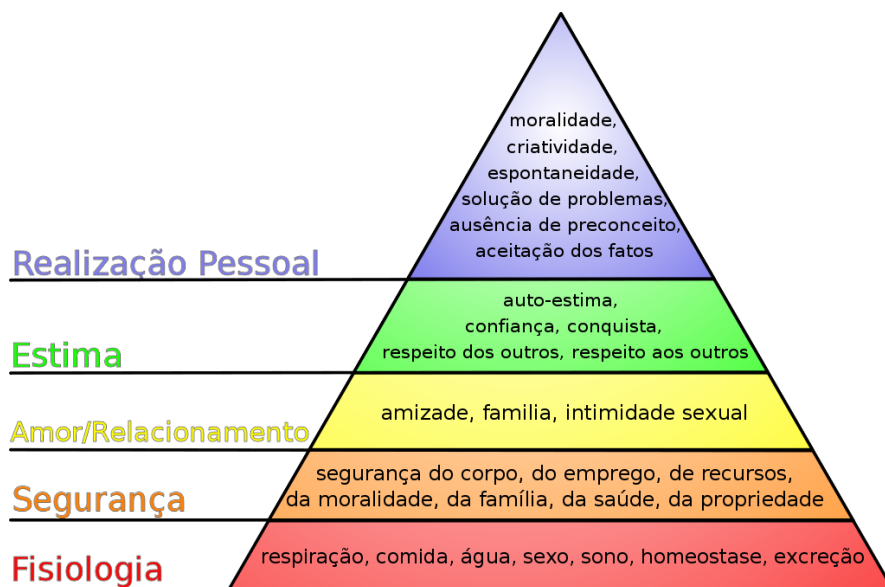 moralidade,
criatividade,
espontaneidade,
solução de problemas,
ausência de preconceito,
aceitação dos fatos
Realização Pessoal
auto-estima,
confiança, conquista,
respeito dos outros, respeito aos outros
Estima
amizade, familia, intimidade sexual
Amor/Relacionamento
segurança do corpo, do emprego, de recursos,
da moralidade, da família, da saúde, da propriedade
Segurança
respiração, comida, água, sexo, sono, homeostase, excreção
Fisiologia